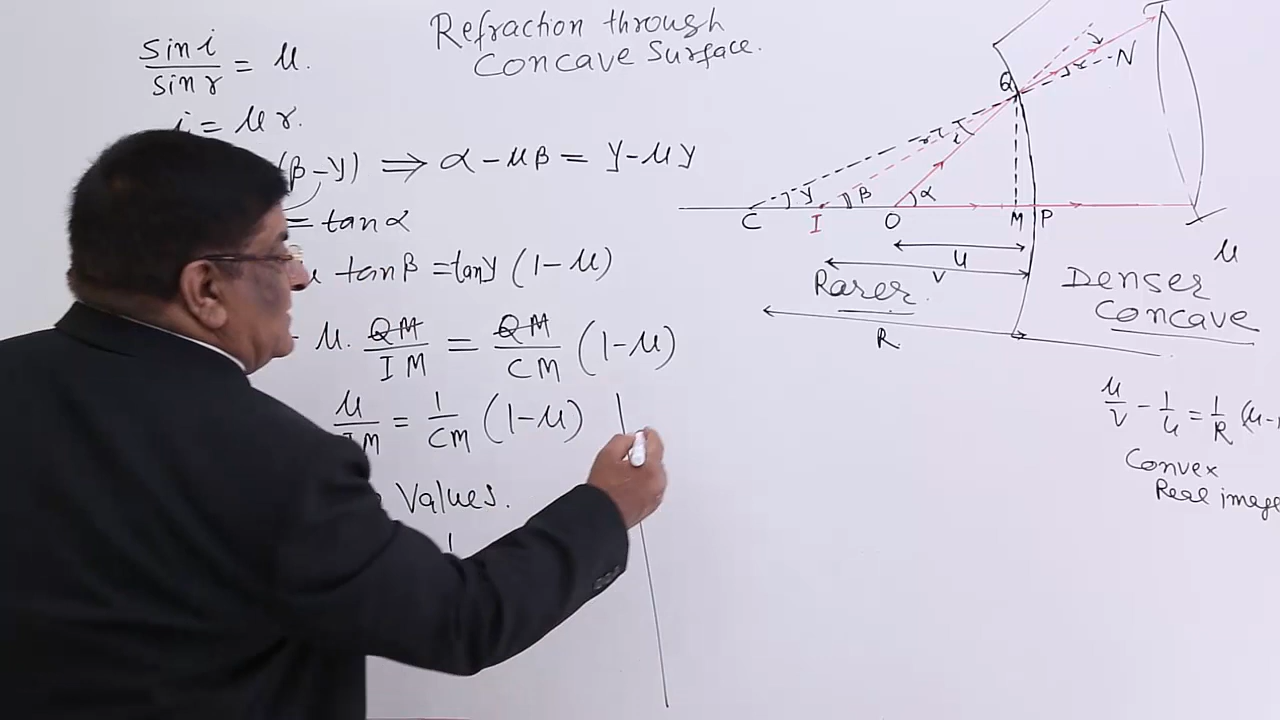 Refraction through
Concave Surface.
sin i / sin r = μ.
i = μ r.
(β - γ) ⟹ α - μβ = γ - μγ
= tan α
tan β = tan γ (1 - μ)
- μ. QM / IM = QM / CM (1 - μ)
μ / IM = 1 / CM (1 - μ)
Values.
1
Q
N
r
r
i
γ
β
α
C
I
O
M
P
u
v
R
Rarer.
Denser
Concave
μ
μ/v - 1/u = 1/R (μ-
Convex
Real image